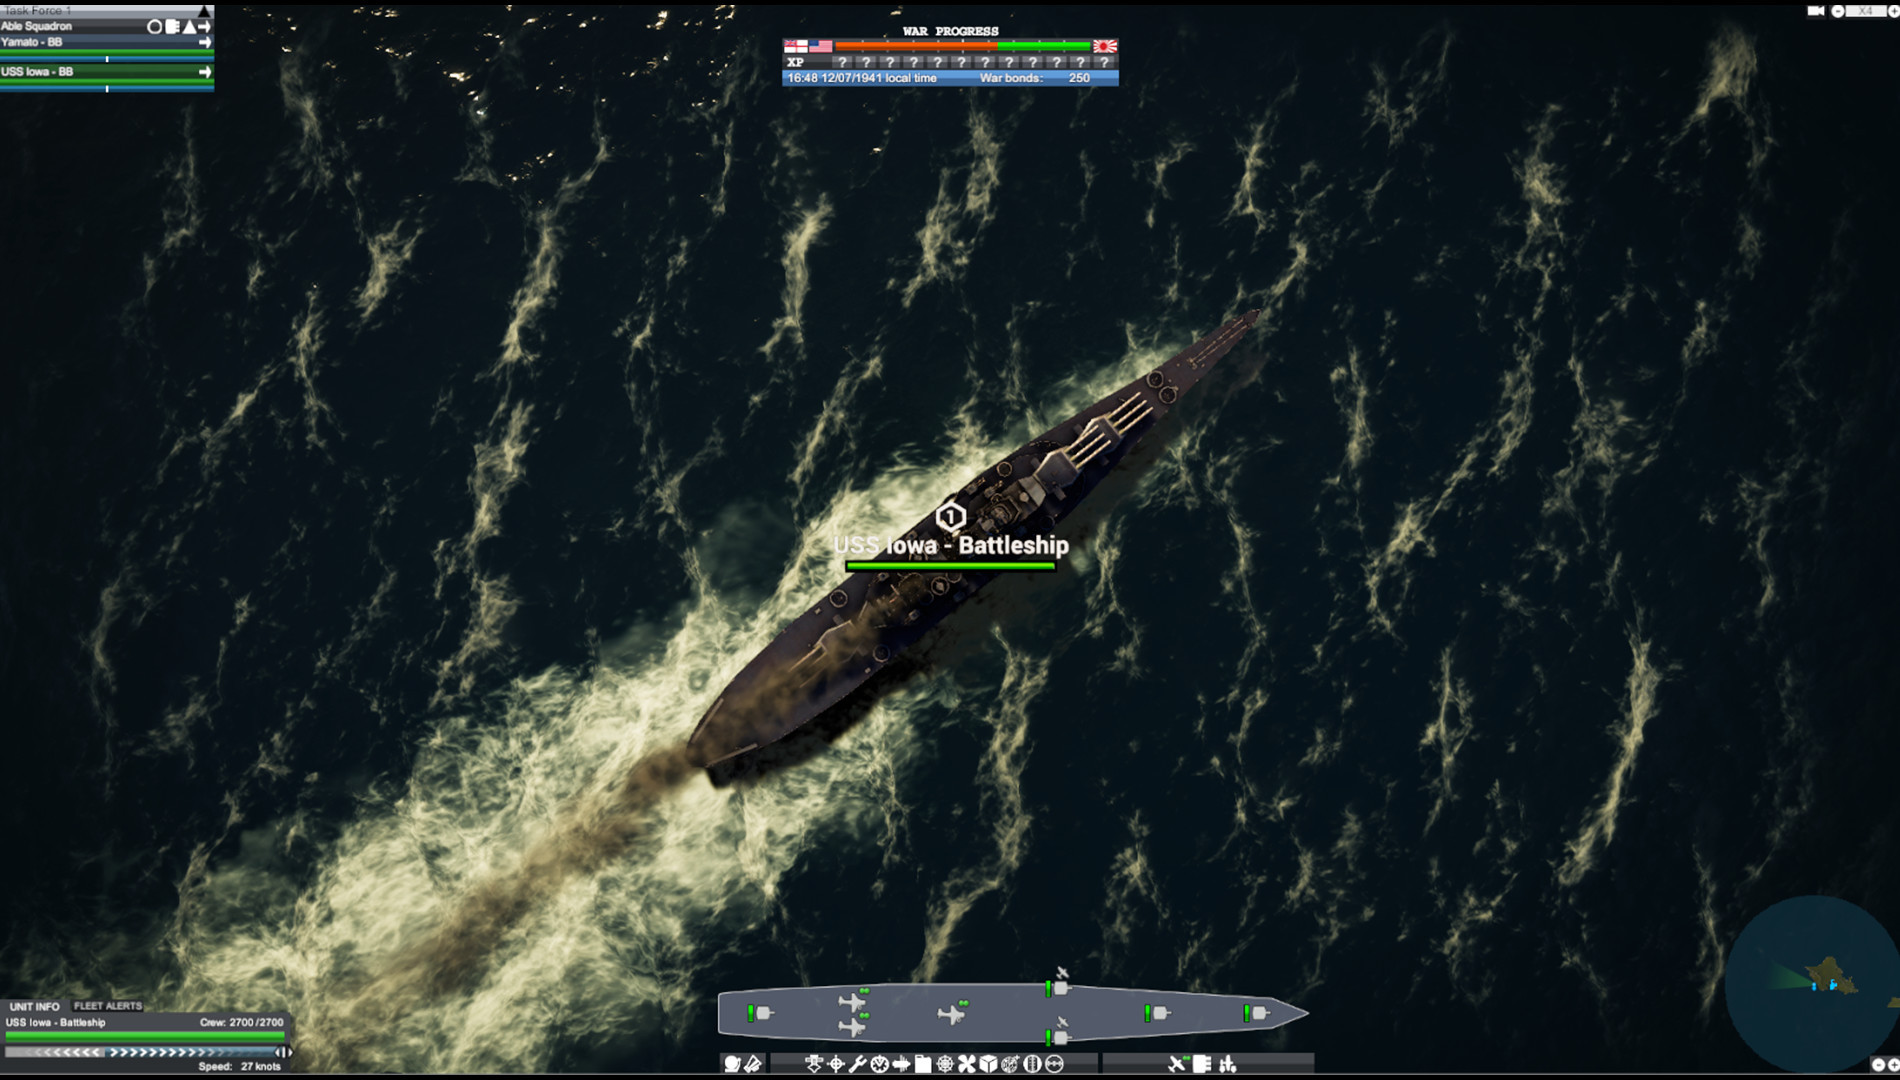 Task Force 1
Able Squadron
Yamato - BB
USS Iowa - BB
WAR PROGRESS
XP ? ? ? ? ? ? ? ? ? ? ? ?
16:48 12/07/1941 local time War bonds: 250
X4
1
USS Iowa - Battleship
UNIT INFO FLEET ALERTS
USS Iowa - Battleship Crew: 2700 /2700
Speed: 27 knots